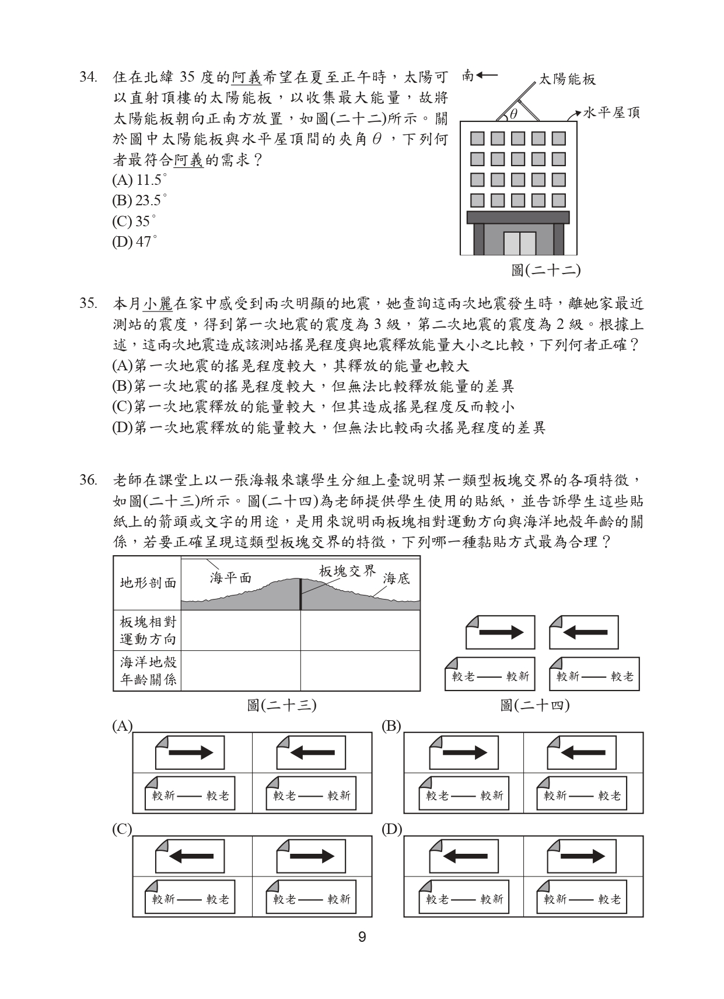 34. 住在北緯 35 度的阿義希望在夏至正午時，太陽可
以直射頂樓的太陽能板，以收集最大能量，故將
太陽能板朝向正南方放置，如圖(二十二)所示。關
於圖中太陽能板與水平屋頂間的夾角θ，下列何
者最符合阿義的需求？
(A) 11.5°
(B) 23.5°
(C) 35°
(D) 47°
南
太陽能板
θ
水平屋頂
圖(二十二)
35. 本月小麗在家中感受到兩次明顯的地震，她查詢這兩次地震發生時，離她家最近
測站的震度，得到第一次地震的震度為 3 級，第二次地震的震度為 2 級。根據上
述，這兩次地震造成該測站搖晃程度與地震釋放能量大小之比較，下列何者正確？
(A)第一次地震的搖晃程度較大，其釋放的能量也較大
(B)第一次地震的搖晃程度較大，但無法比較釋放能量的差異
(C)第一次地震釋放的能量較大，但其造成搖晃程度反而較小
(D)第一次地震釋放的能量較大，但無法比較兩次搖晃程度的差異
36. 老師在課堂上以一張海報來讓學生分組上臺說明某一類型板塊交界的各項特徵，
如圖(二十三)所示。圖(二十四)為老師提供學生使用的貼紙，並告訴學生這些貼
紙上的箭頭或文字的用途，是用來說明兩板塊相對運動方向與海洋地殼年齡的關
係，若要正確呈現這類型板塊交界的特徵，下列哪一種黏貼方式最為合理？
地形剖面
海平面
板塊交界
海底
板塊相對
運動方向
海洋地殼
年齡關係
圖(二十三)
較老 較新
較新 較老
圖(二十四)
(A)
較新 較老
較老 較新
(B)
較老 較新
較新 較老
(C)
較新 較老
較老 較新
(D)
較老 較新
較新 較老
9